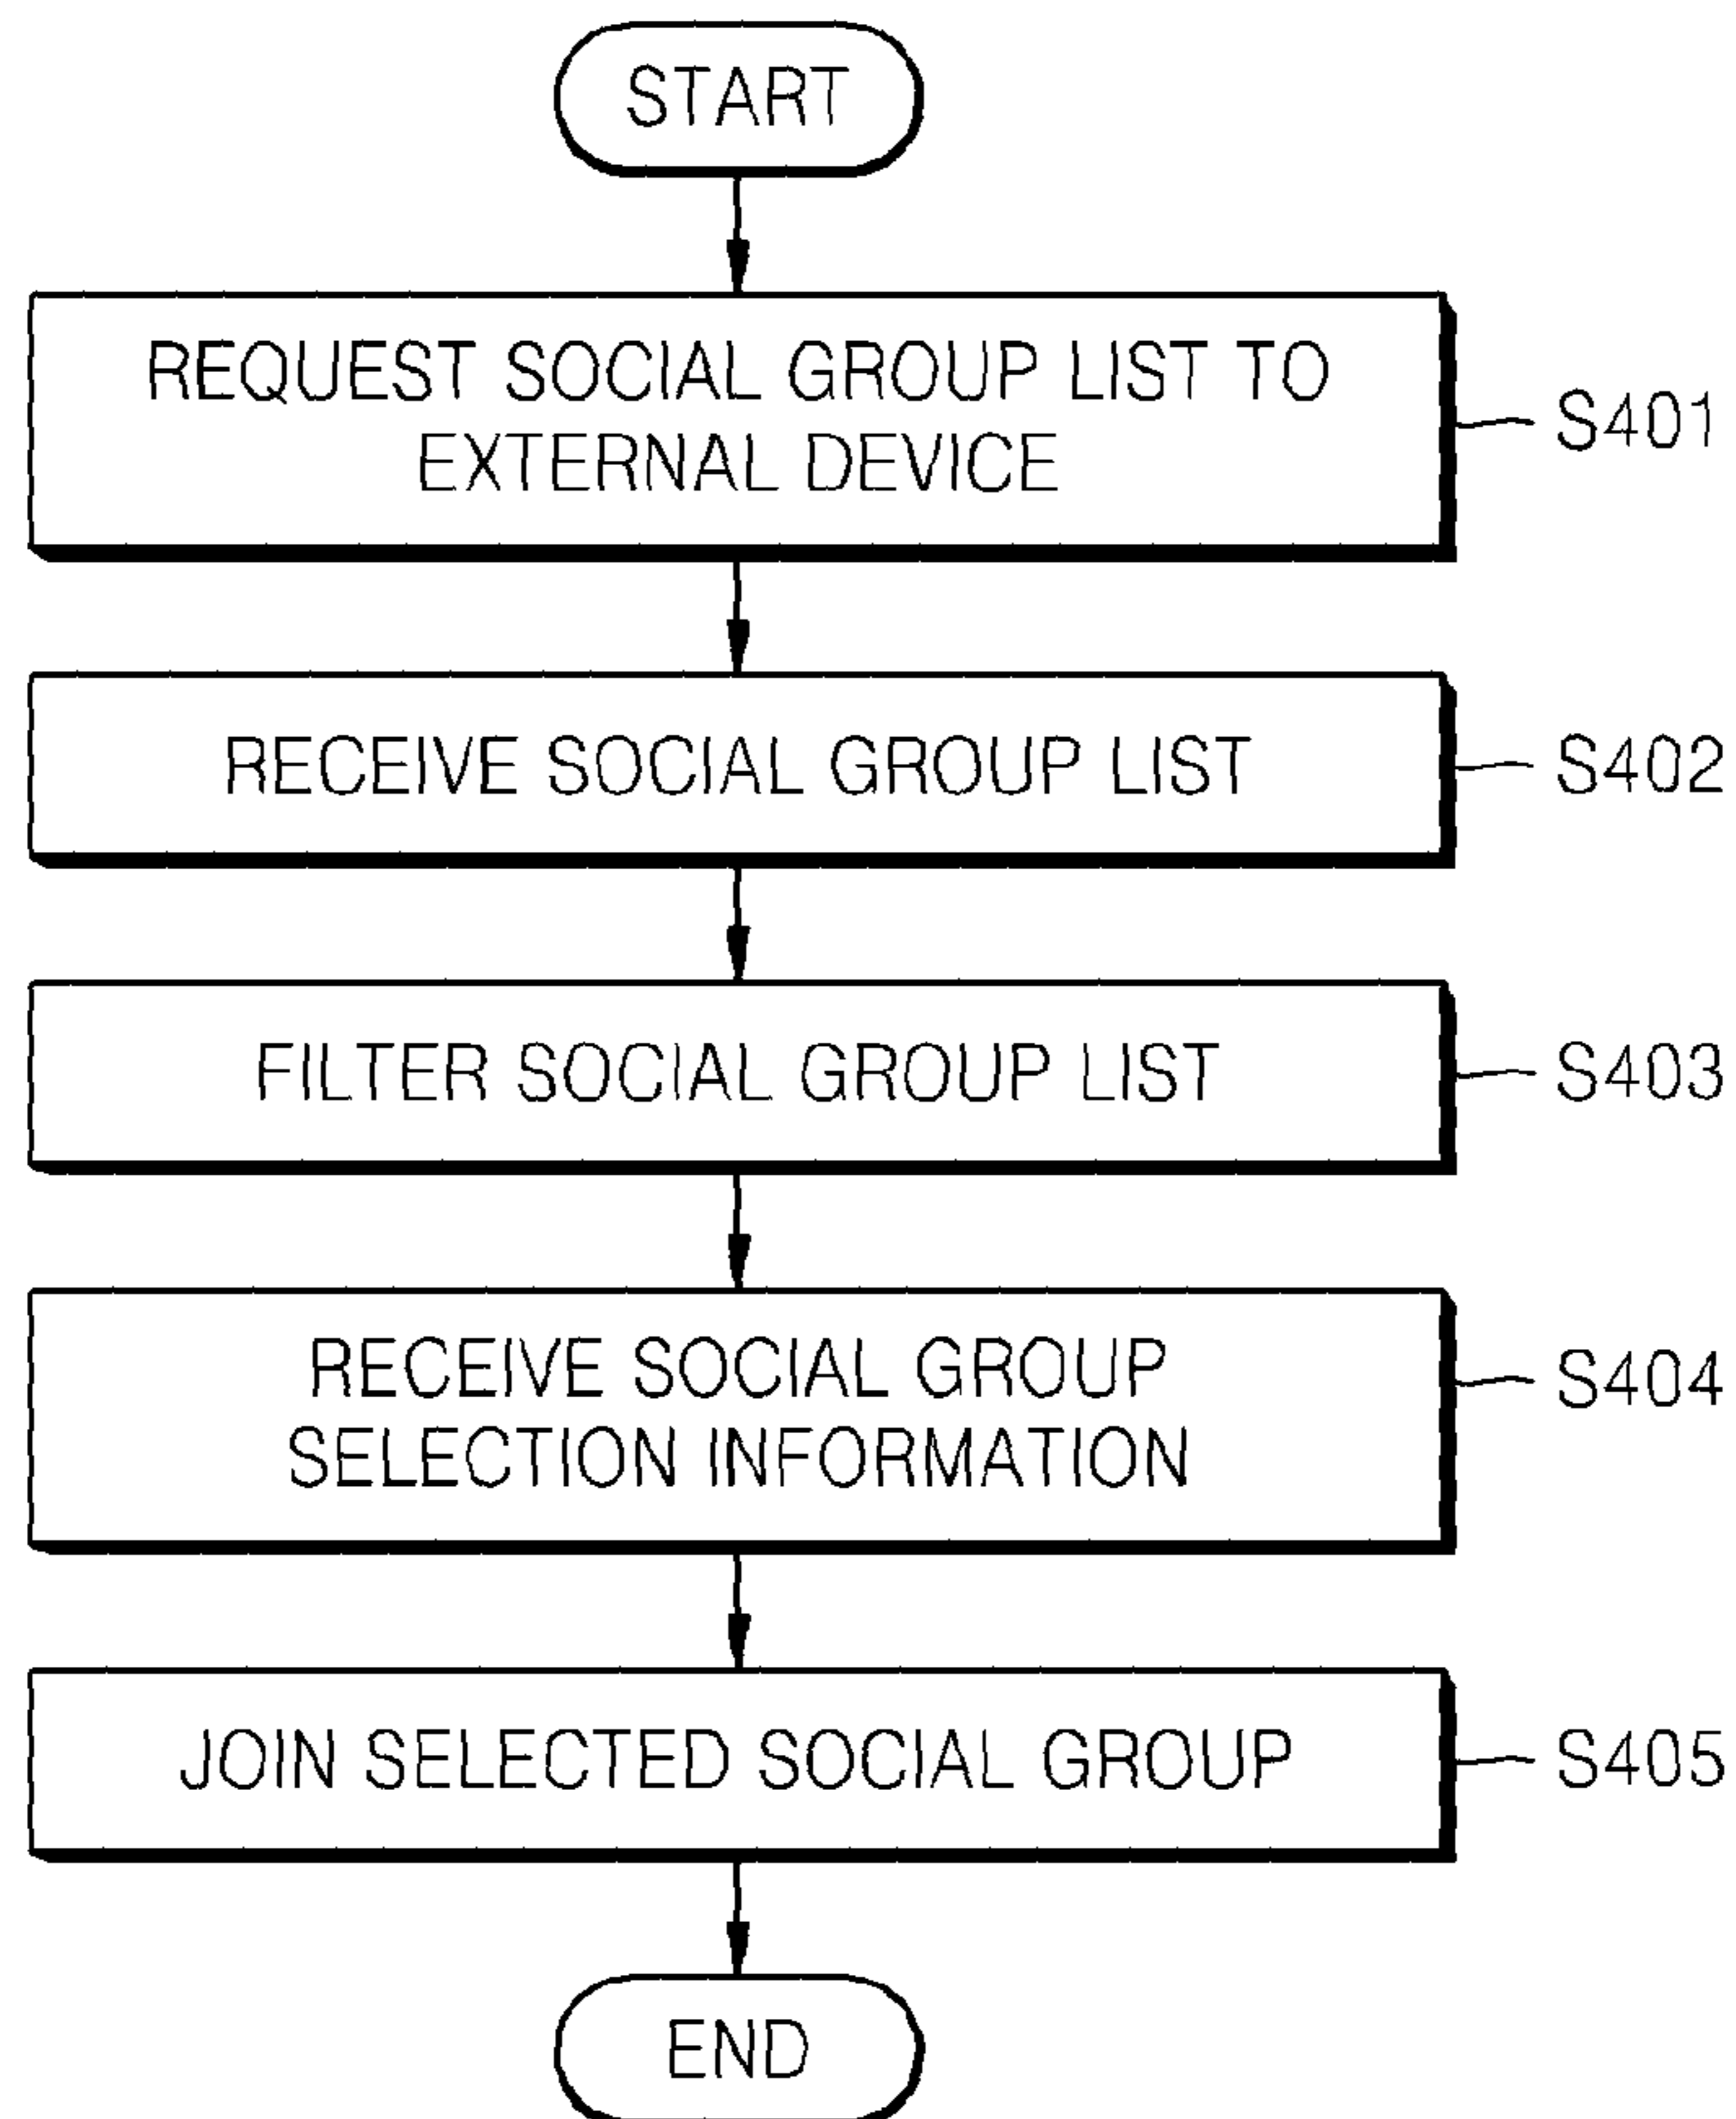 START
REQUEST SOCIAL GROUP LIST TO
EXTERNAL DEVICE
S401
RECEIVE SOCIAL GROUP LIST
S402
FILTER SOCIAL GROUP LIST
S403
RECEIVE SOCIAL GROUP
SELECTION INFORMATION
S404
JOIN SELECTED SOCIAL GROUP
S405
END